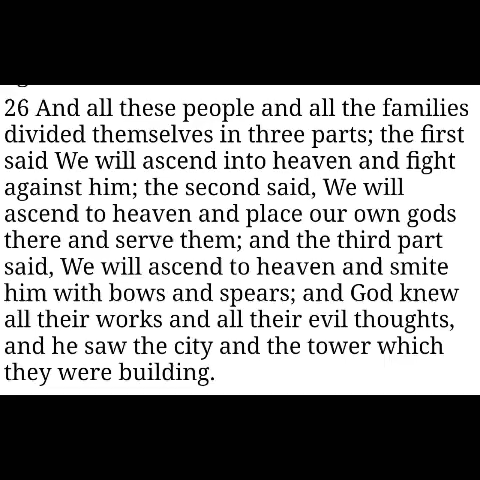 26 And all these people and all the families
divided themselves in three parts; the first
said We will ascend into heaven and fight
against him; the second said, We will
ascend to heaven and place our own gods
there and serve them; and the third part
said, We will ascend to heaven and smite
him with bows and spears; and God knew
all their works and all their evil thoughts,
and he saw the city and the tower which
they were building.